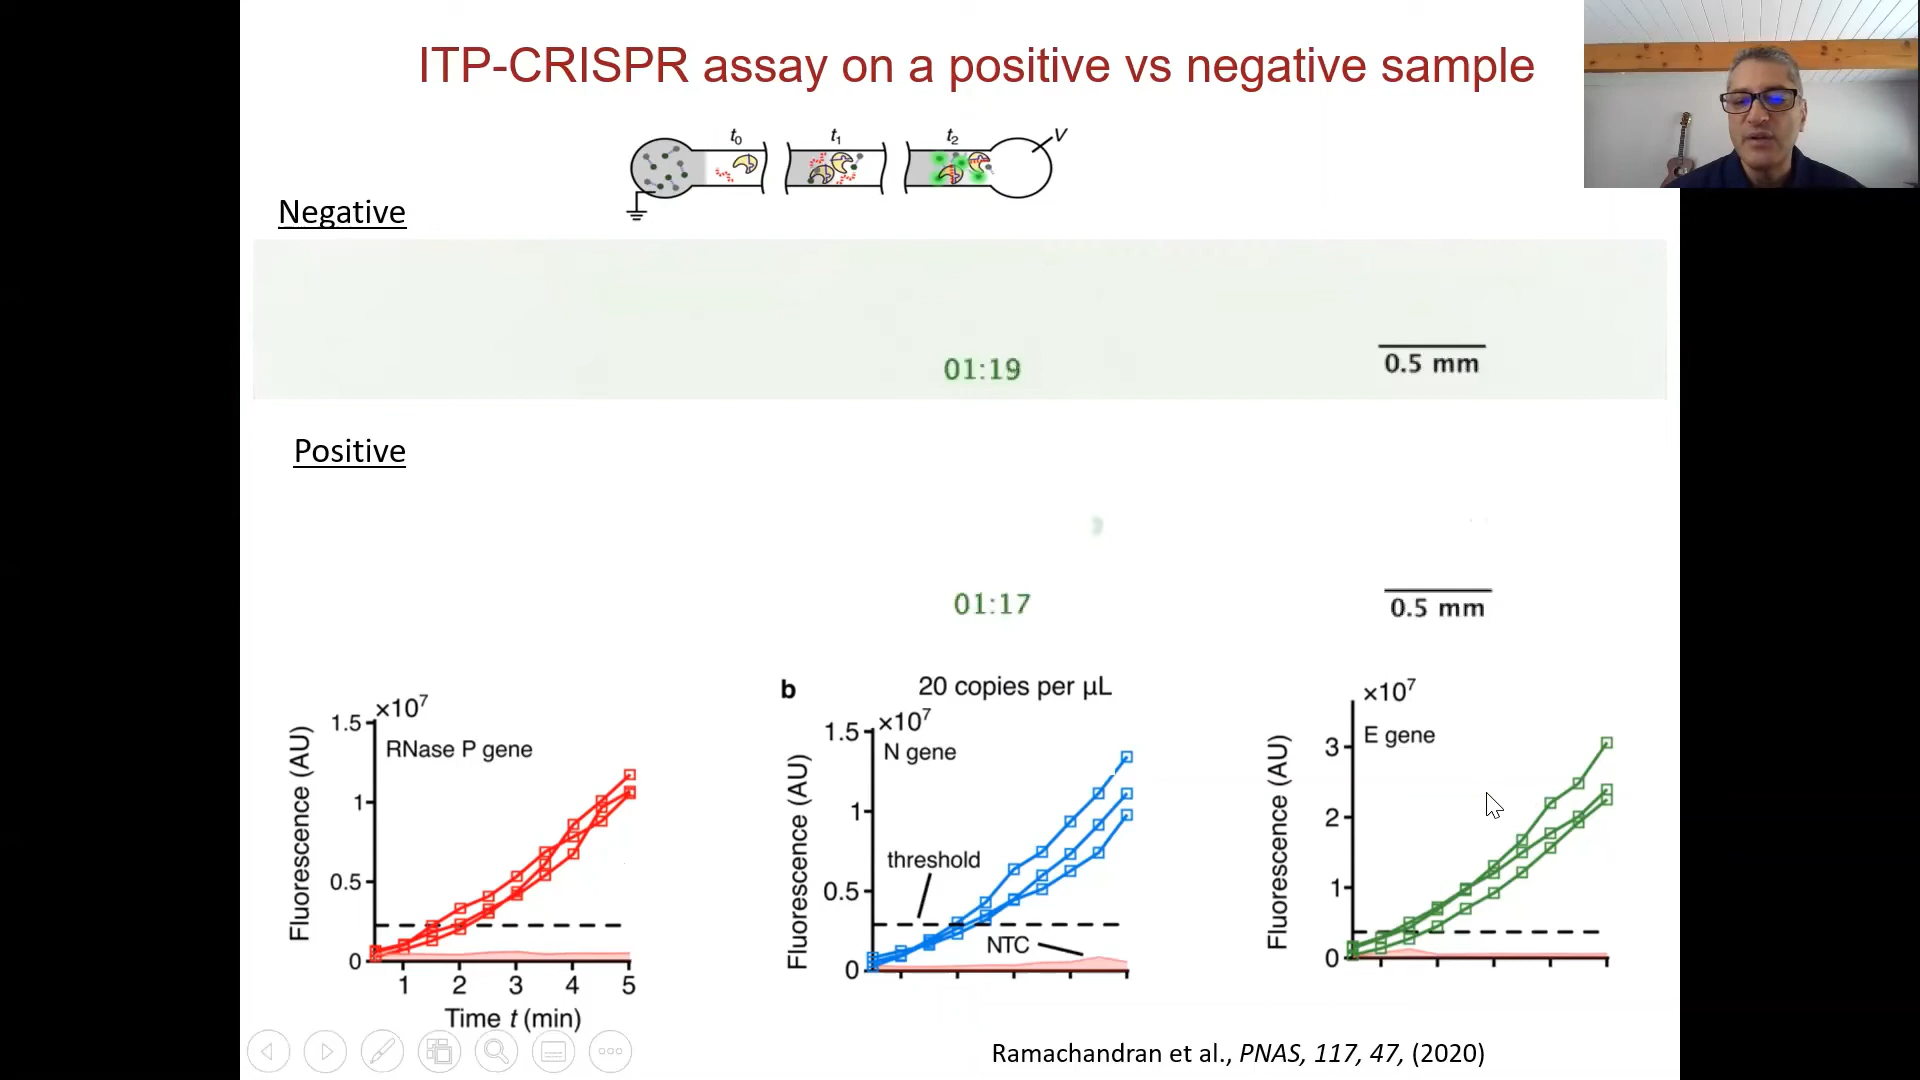 ITP-CRISPR assay on a positive vs negative sample
t0 t1 t2 V
Negative
01:19
0.5 mm
Positive
01:17
0.5 mm
×10⁷
1.5
1
0.5
0
RNase P gene
Fluorescence (AU)
1 2 3 4 5
Time t (min)
b 20 copies per µL
×10⁷
1.5
1
0.5
0
N gene
threshold
NTC
Fluorescence (AU)
×10⁷
E gene
3
2
1
0
Fluorescence (AU)
Ramachandran et al., PNAS, 117, 47, (2020)